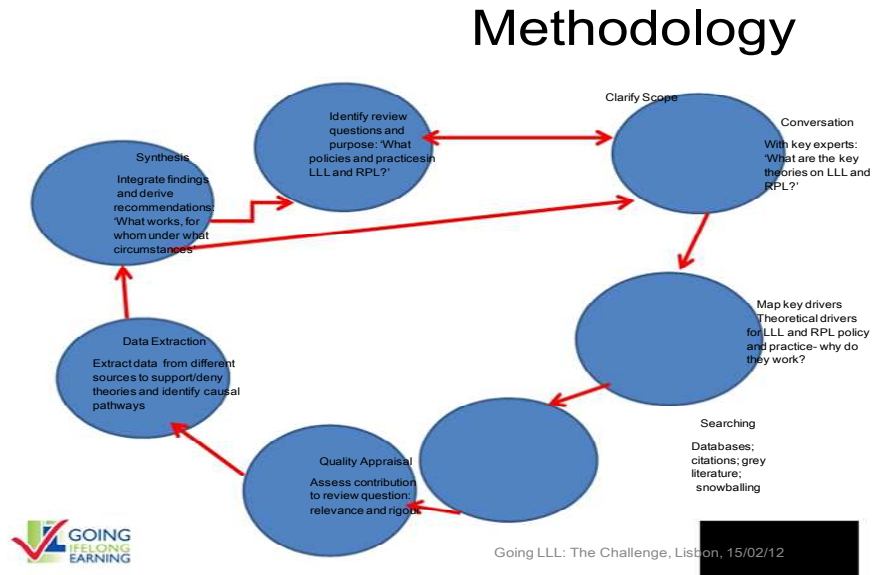 Methodology
Clarify Scope
Conversation
With key experts:
‘What are the key
theories on LLL and
RPL?’
Identify review
questions and
purpose: ‘What
policies and practicesin
LLL and RPL?’
Synthesis
Integrate findings
and derive
recommendations:
‘What works, for
whom under what
circumstances’
Map key drivers
Theoretical drivers
for LLL and RPL policy
and practice- why do
they work?
Data Extraction
Extract data from different
sources to support/deny
theories and identify causal
pathways
Searching
Databases;
citations; grey
literature;
snowballing
Quality Appraisal
Assess contribution
to review question:
relevance and rigour
GOING
IFELONG
EARNING
Going LLL: The Challenge, Lisbon, 15/02/12